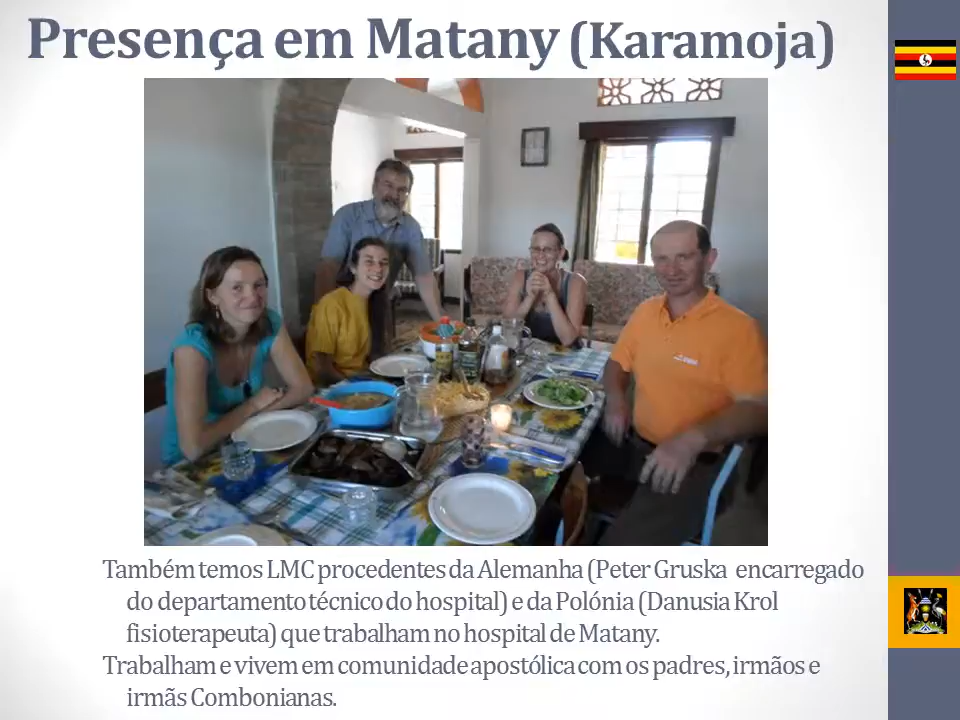 Presença em Matany (Karamoja)
Também temos LMC procedentes da Alemanha (Peter Gruska encarregado
do departamento técnico do hospital) e da Polónia (Danusia Krol
fisioterapeuta) que trabalham no hospital de Matany.
Trabalham e vivem em comunidade apostólica com os padres, irmãos e
irmãs Combonianas.